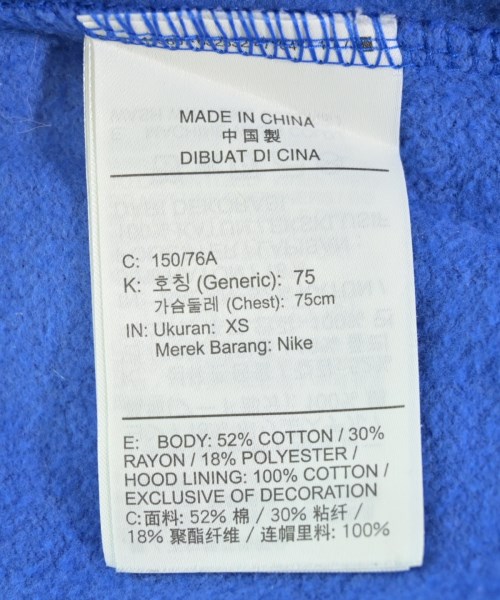 MADE IN CHINA
中国製
DIBUAT DI CINA
C: 150/76A
K: 호칭 (Generic): 75
가슴둘레 (Chest): 75cm
IN: Ukuran: XS
Merek Barang: Nike
E: BODY: 52% COTTON / 30%
RAYON / 18% POLYESTER /
HOOD LINING: 100% COTTON /
EXCLUSIVE OF DECORATION
C:面料: 52% 棉 / 30% 粘纤 /
18% 聚酯纤维 / 连帽里料: 100%